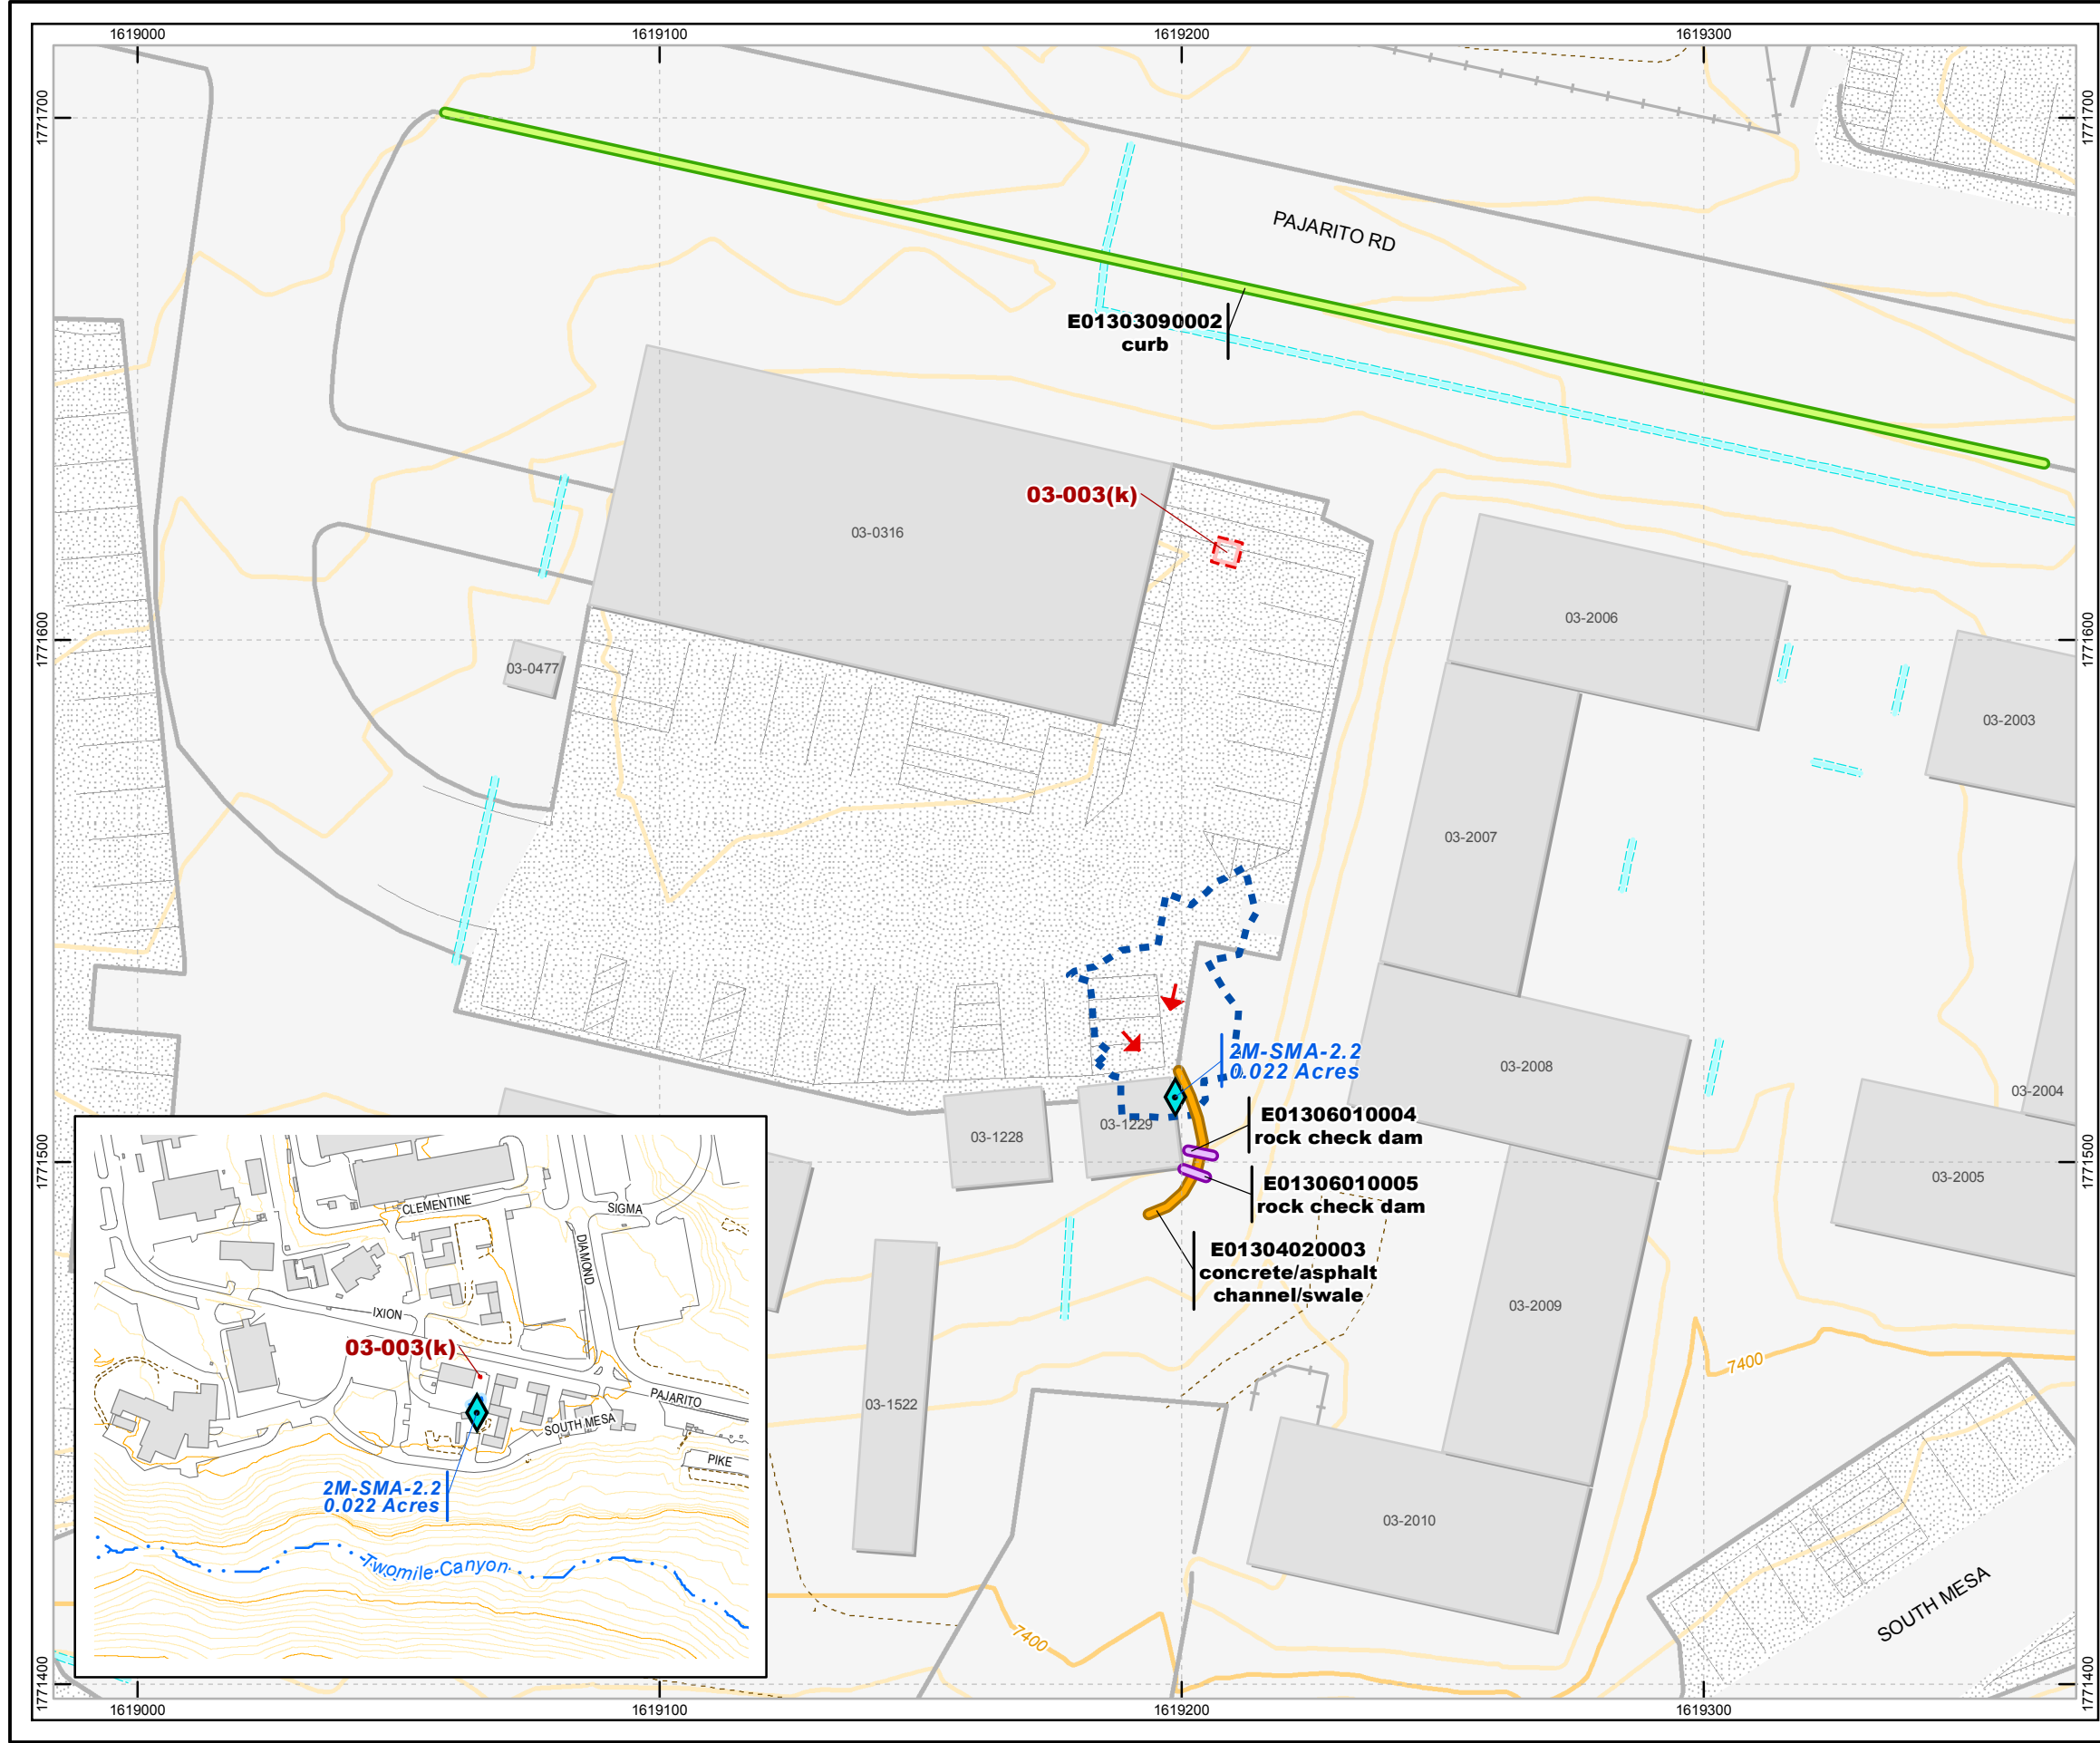 1619000
1619100
1619200
1619300
1771700
1771700
PAJARITO RD
E01303090002
curb
03-003(k)
03-0316
03-2006
1771600
1771600
03-0477
03-2003
03-2007
2M-SMA-2.2
0.022 Acres
03-2008
03-2004
E01306010004
rock check dam
03-1228
03-1229
1771500
1771500
03-2005
E01306010005
rock check dam
E01304020003
concrete/asphalt
channel/swale
03-2009
7400
03-1522
03-2010
SOUTH MESA
7400
1771400
1771400
CLEMENTINE
SIGMA
DIAMOND
IXION
03-003(k)
PAJARITO
SOUTH MESA
PIKE
2M-SMA-2.2
0.022 Acres
Twomile Canyon
1619000
1619100
1619200
1619300